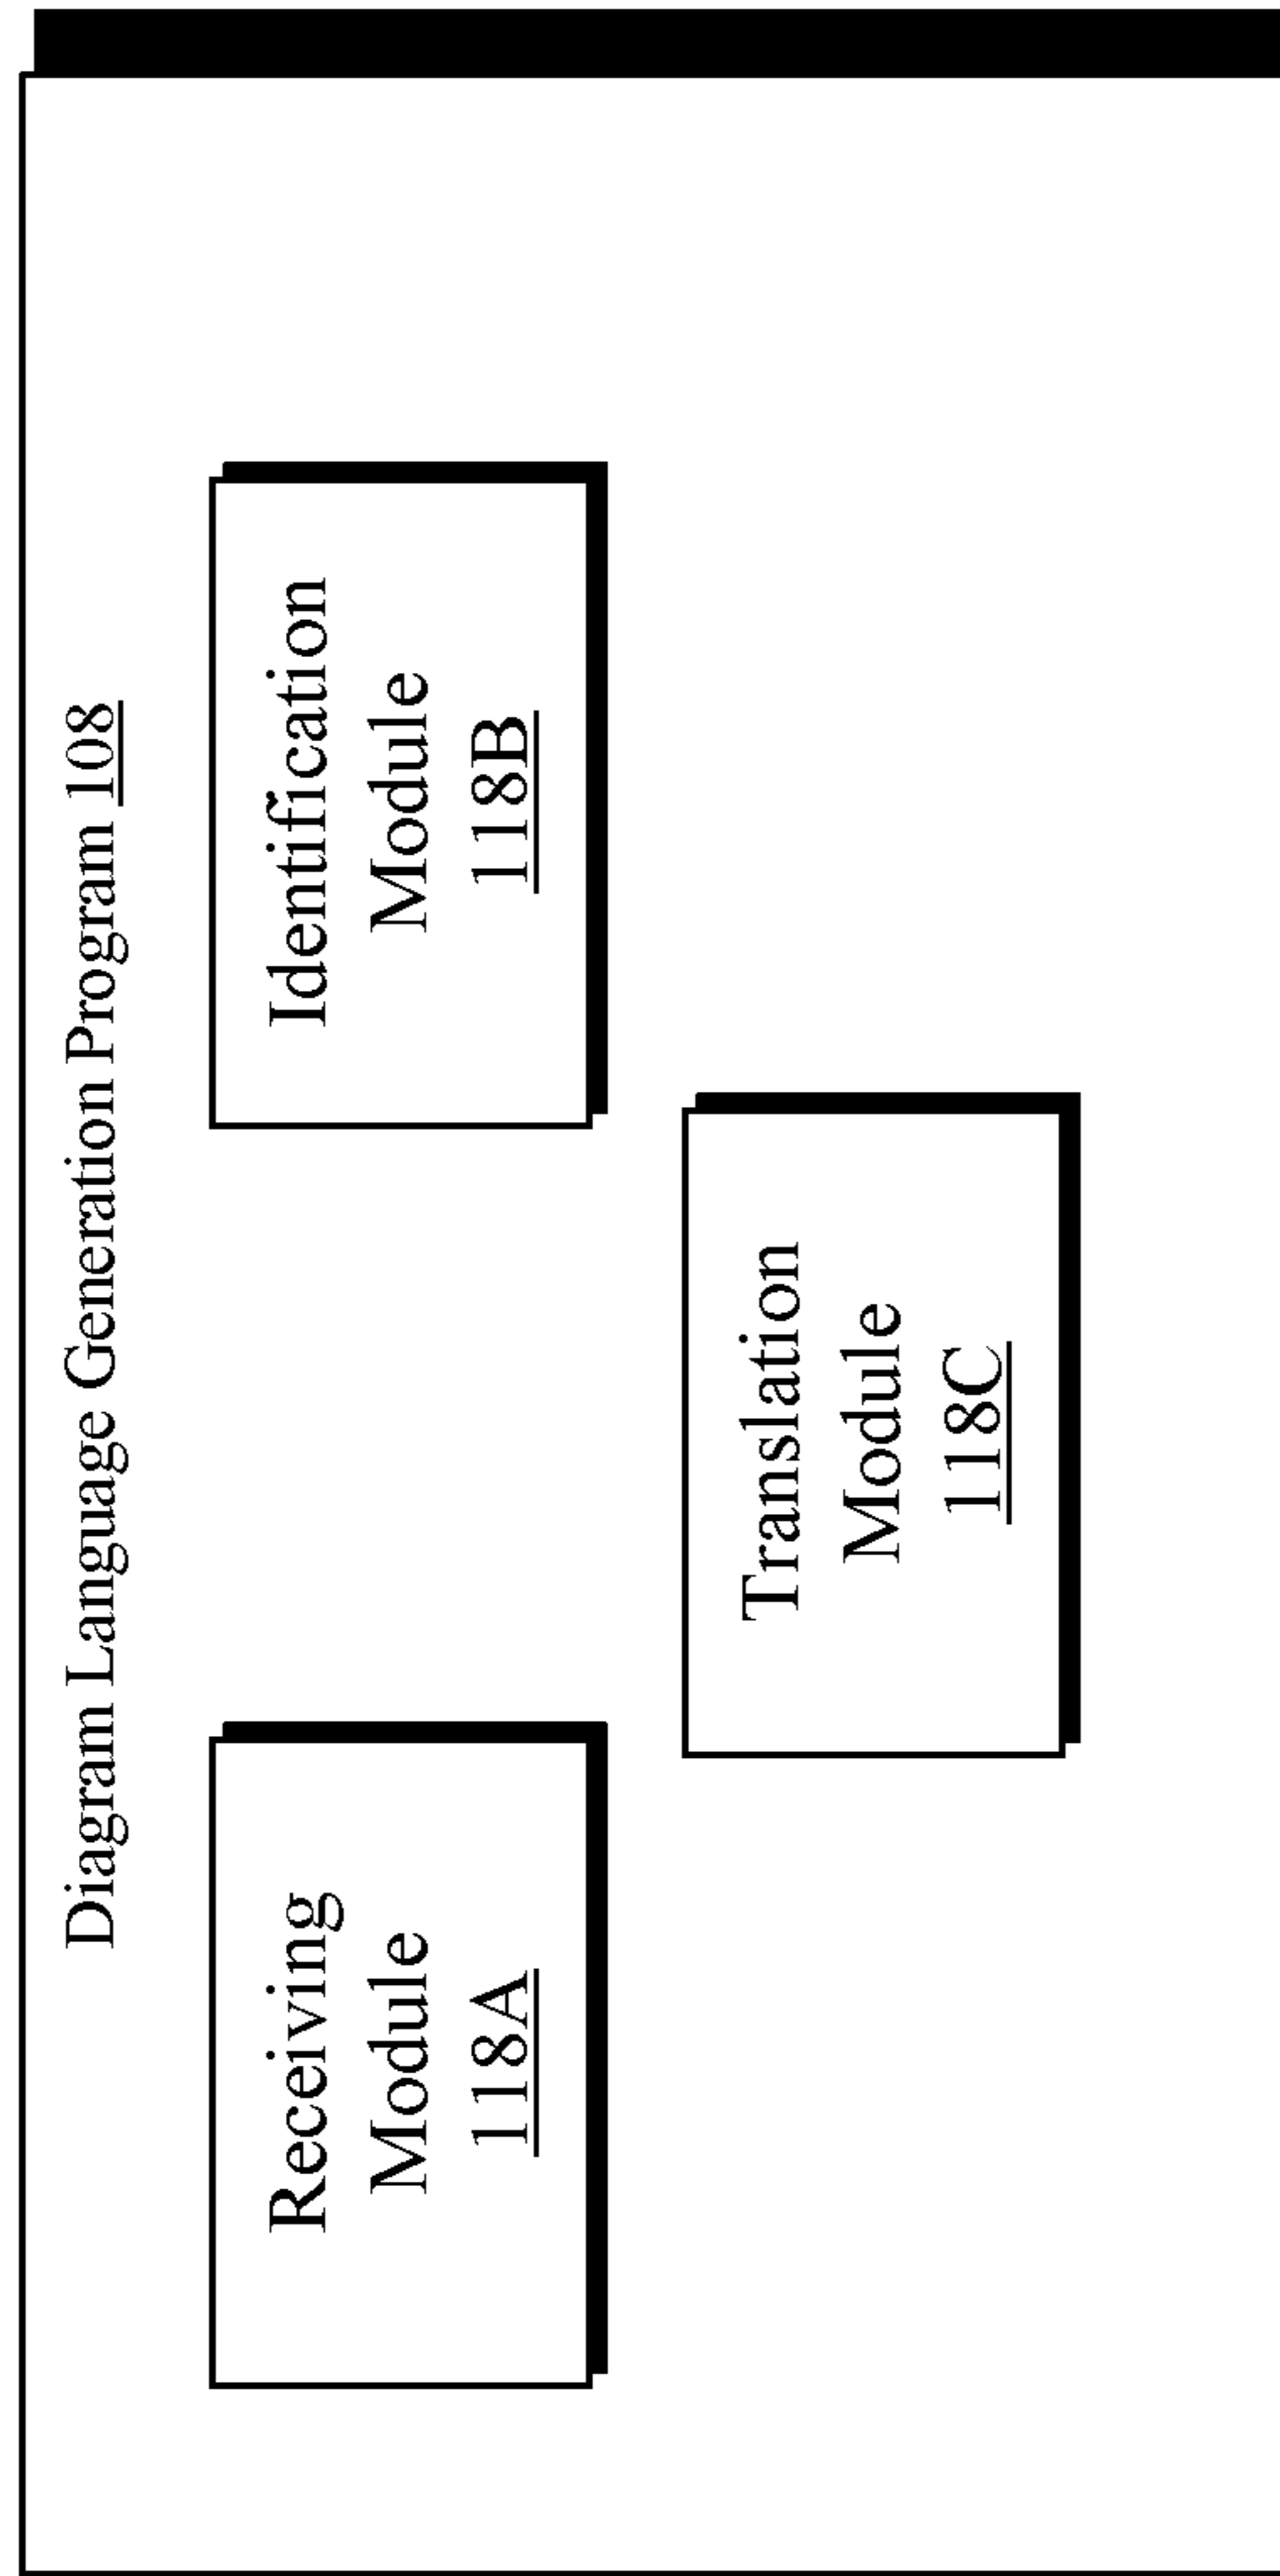 Diagram Language Generation Program 108
Receiving
Module
118A
Identification
Module
118B
Translation
Module
118C